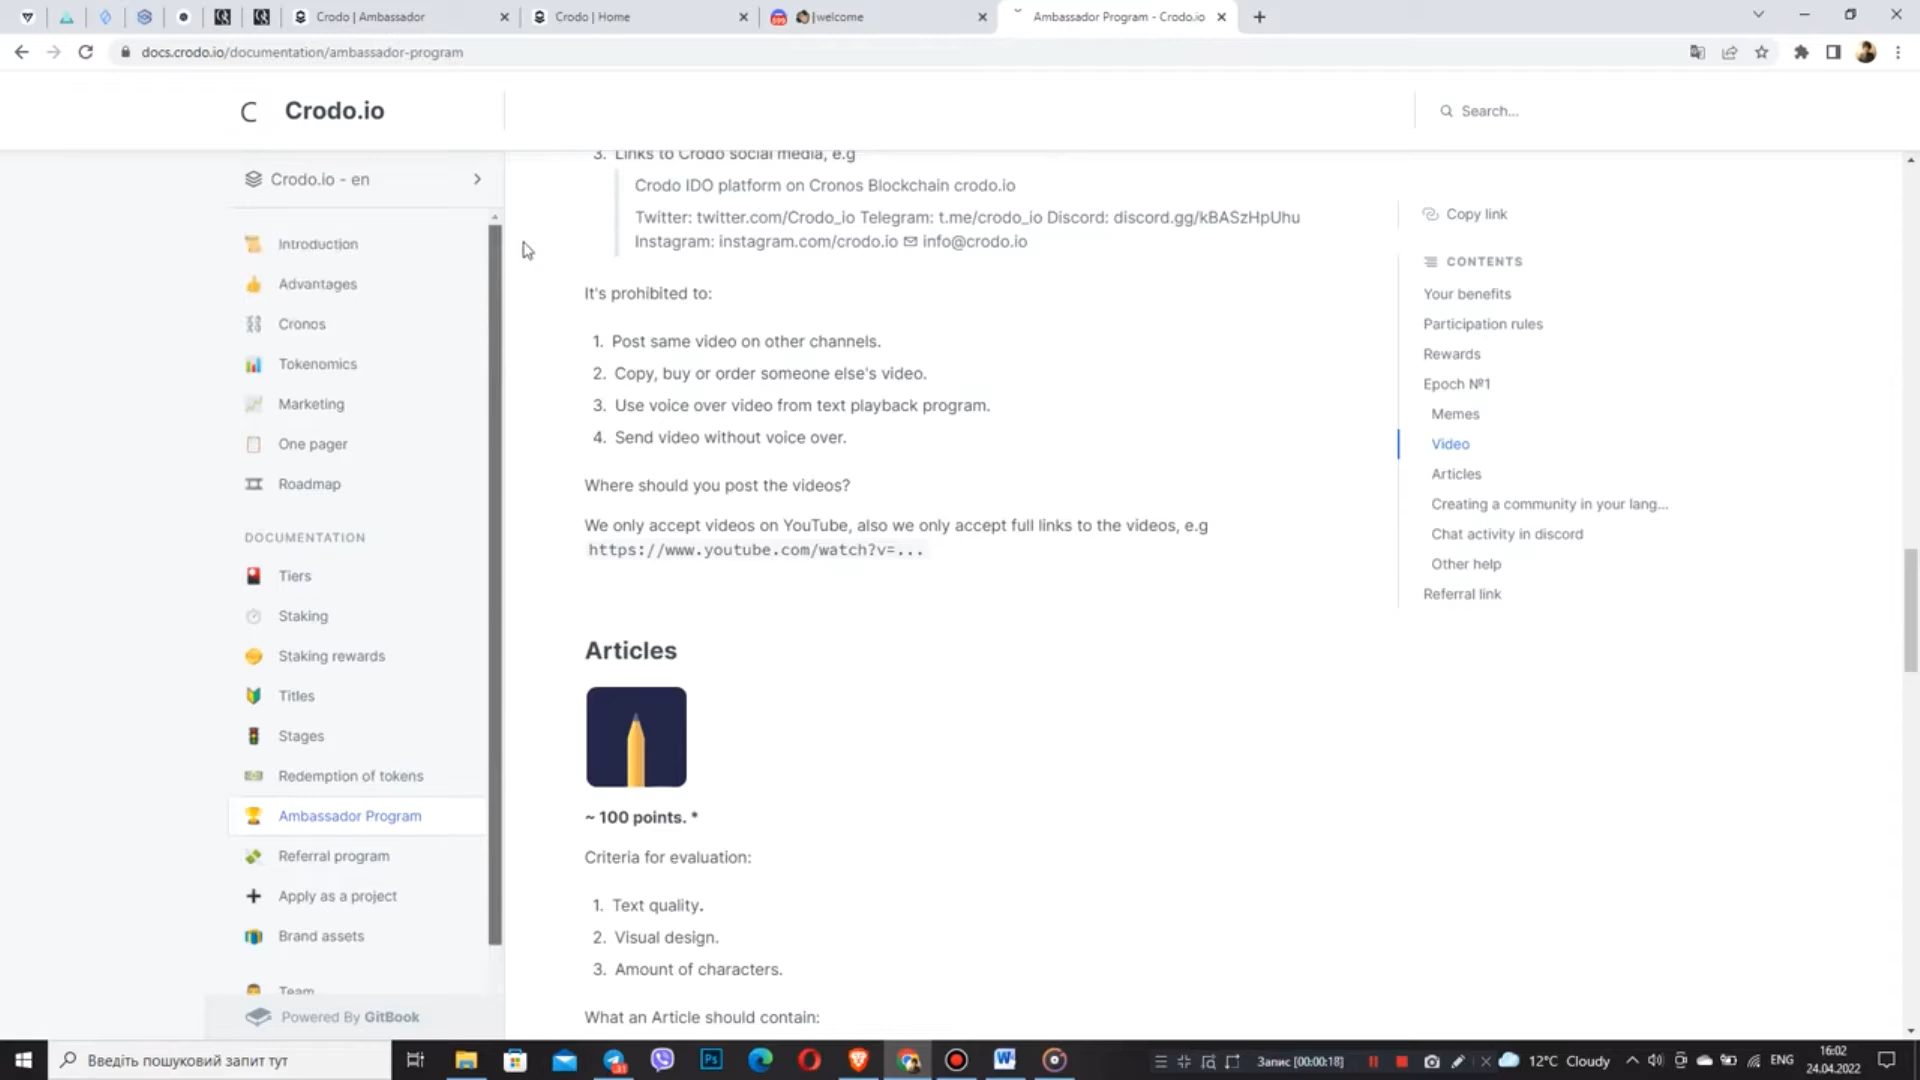 Crodo | Ambassador
Crodo | Home
|welcome
Ambassador Program - Crodo.io
docs.crodo.io/documentation/ambassador-program
Crodo.io
Search...
Crodo.io - en
Introduction
Advantages
Cronos
Tokenomics
Marketing
One pager
Roadmap
DOCUMENTATION
Tiers
Staking
Staking rewards
Titles
Stages
Redemption of tokens
Ambassador Program
Referral program
Apply as a project
Brand assets
Team
Powered By GitBook
3. Links to Crodo social media, e.g
Crodo IDO platform on Cronos Blockchain crodo.io
Twitter: twitter.com/Crodo_io Telegram: t.me/crodo_io Discord: discord.gg/kBASzHpUhu
Instagram: instagram.com/crodo.io ✉ info@crodo.io
It's prohibited to:
1. Post same video on other channels.
2. Copy, buy or order someone else's video.
3. Use voice over video from text playback program.
4. Send video without voice over.
Where should you post the videos?
We only accept videos on YouTube, also we only accept full links to the videos, e.g
https://www.youtube.com/watch?v=...
Articles
~ 100 points. *
Criteria for evaluation:
1. Text quality.
2. Visual design.
3. Amount of characters.
What an Article should contain:
Copy link
CONTENTS
Your benefits
Participation rules
Rewards
Epoch №1
Memes
Video
Articles
Creating a community in your lang...
Chat activity in discord
Other help
Referral link
Введіть пошуковий запит тут
Запис [00:00:18]
12°C Cloudy
ENG
16:02
24.04.2022